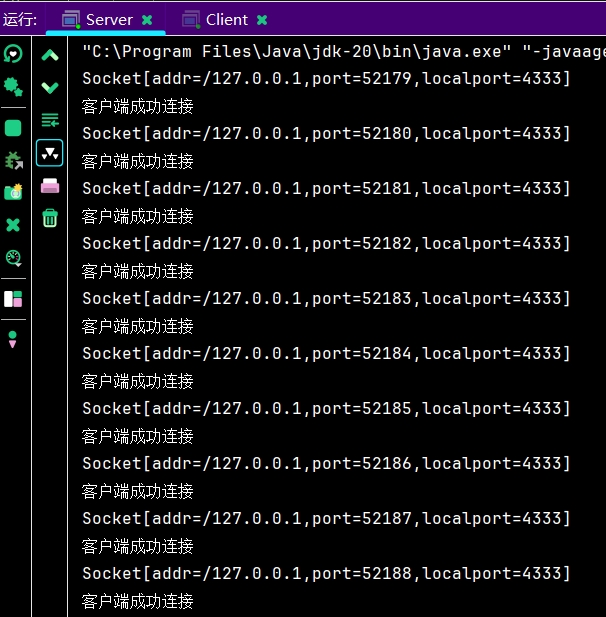 运行: Server Client
"C:\Program Files\Java\jdk-20\bin\java.exe" "-javaage
Socket[addr=/127.0.0.1,port=52179,localport=4333]
客户端成功连接
Socket[addr=/127.0.0.1,port=52180,localport=4333]
客户端成功连接
Socket[addr=/127.0.0.1,port=52181,localport=4333]
客户端成功连接
Socket[addr=/127.0.0.1,port=52182,localport=4333]
客户端成功连接
Socket[addr=/127.0.0.1,port=52183,localport=4333]
客户端成功连接
Socket[addr=/127.0.0.1,port=52184,localport=4333]
客户端成功连接
Socket[addr=/127.0.0.1,port=52185,localport=4333]
客户端成功连接
Socket[addr=/127.0.0.1,port=52186,localport=4333]
客户端成功连接
Socket[addr=/127.0.0.1,port=52187,localport=4333]
客户端成功连接
Socket[addr=/127.0.0.1,port=52188,localport=4333]
客户端成功连接